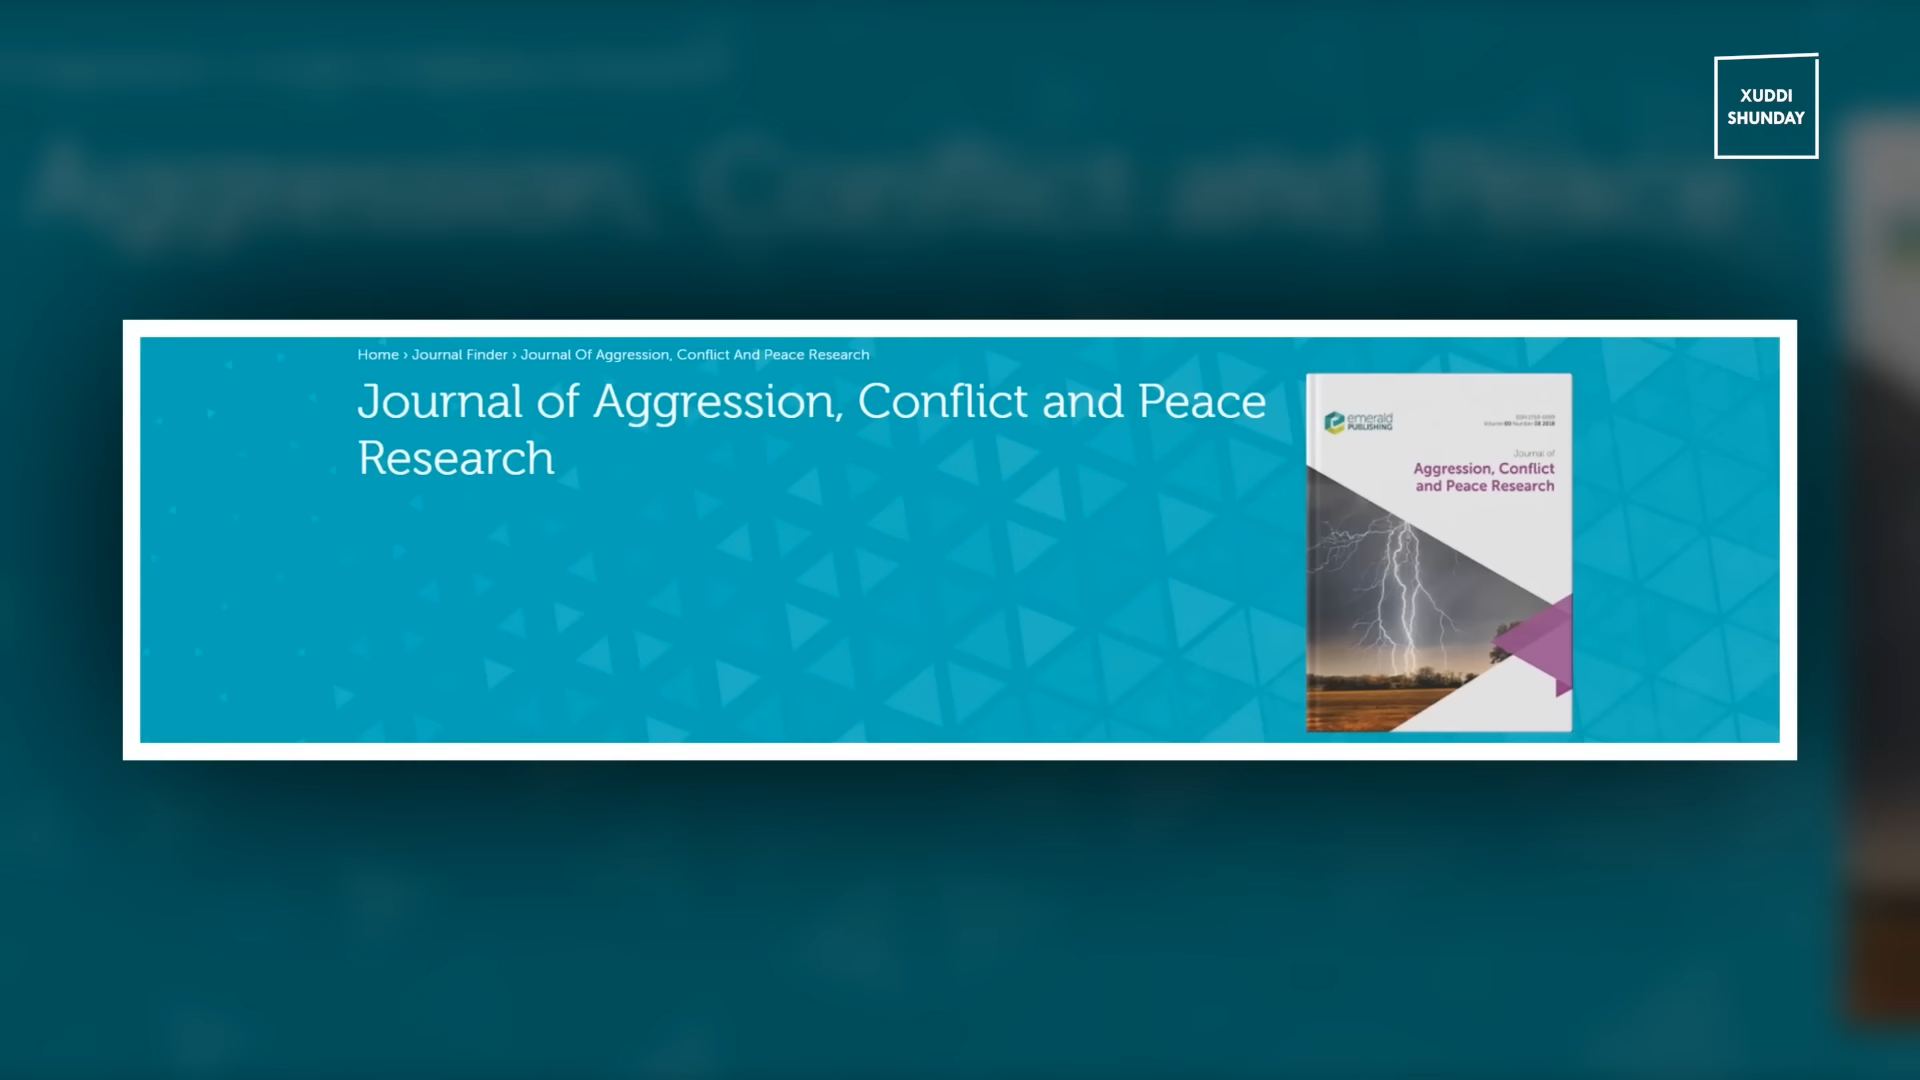 XUDDI
SHUNDAY
Home › Journal Finder › Journal Of Aggression, Conflict And Peace Research
Journal of Aggression, Conflict and Peace
Research
emerald
PUBLISHING
Journal of
Aggression, Conflict
and Peace Research